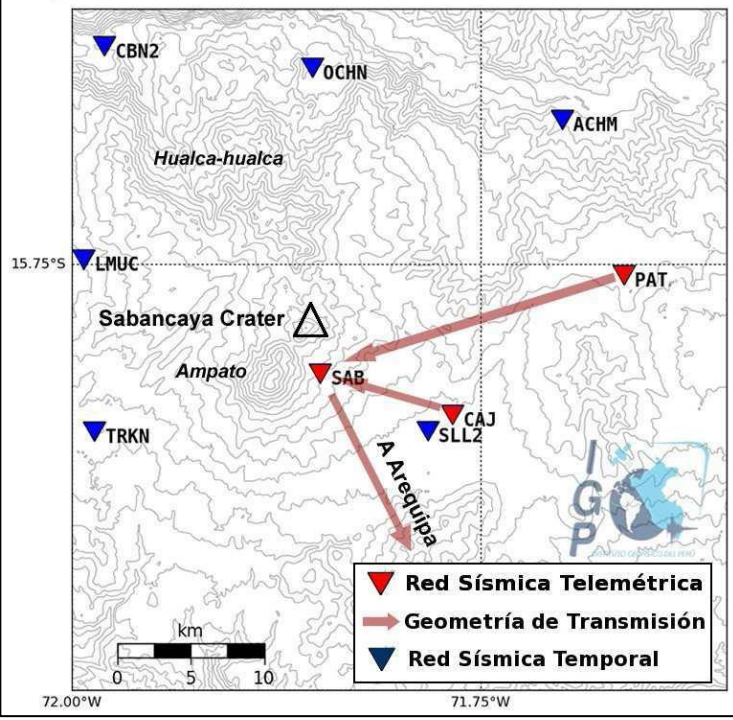 CBN2
OCHN
ACHM
Hualca-hualca
15.75°S
LMUC
PAT
Sabancaya Crater
Ampato
SAB
CAJ
SLL2
TRKN
A Arequipa
IGP
Red Sísmica Telemétrica
Geometría de Transmisión
Red Sísmica Temporal
km
0 5 10
72.00°W 71.75°W